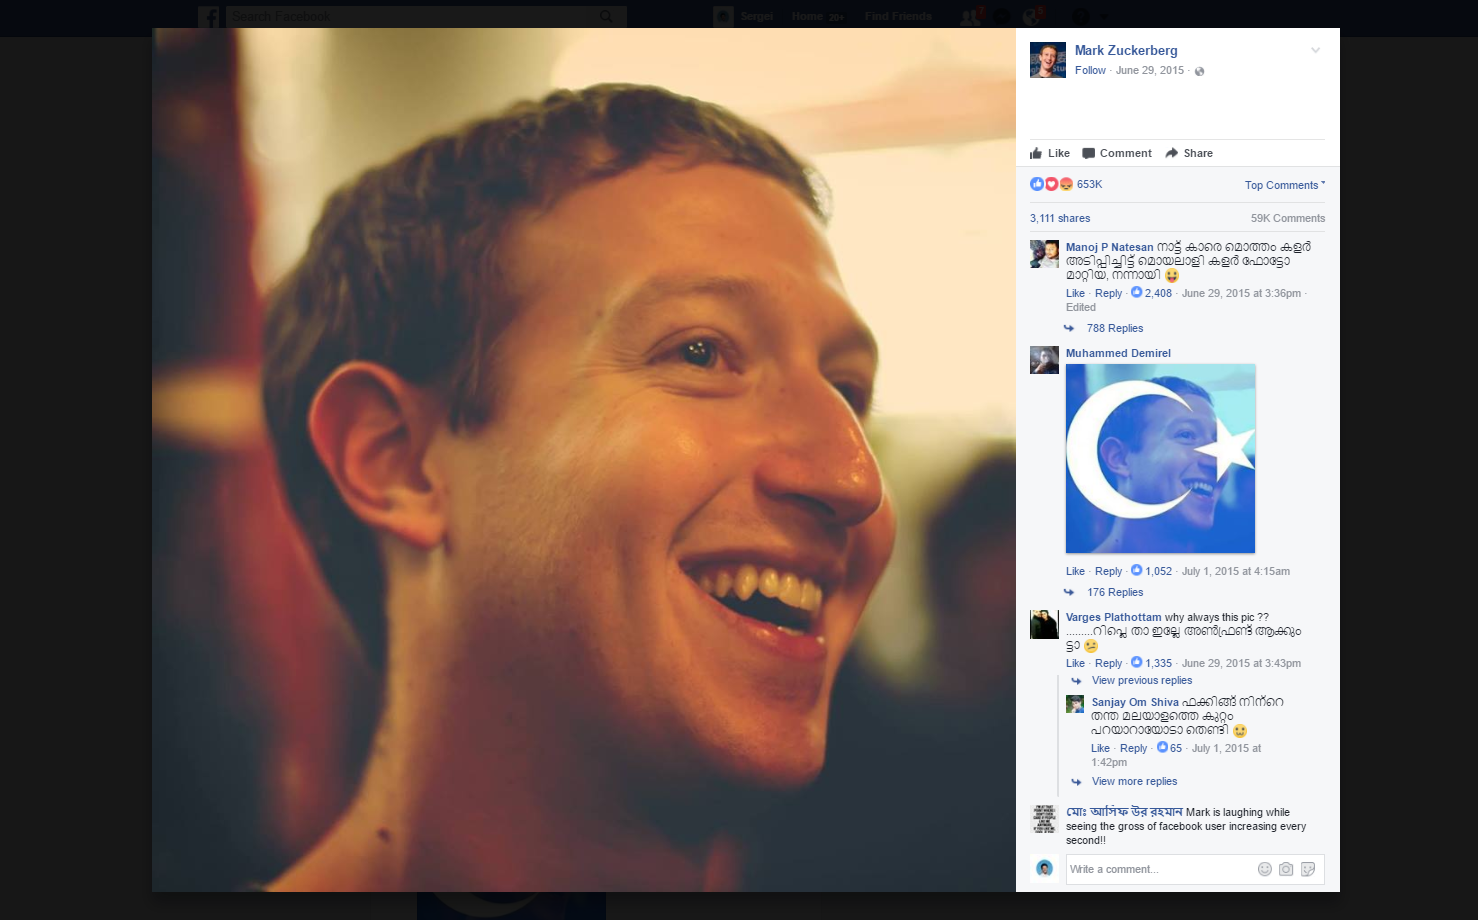 Search Facebook
Sergei
Home 20+
Find Friends
Mark Zuckerberg
Follow · June 29, 2015 ·
Like Comment Share
653K
Top Comments
3,111 shares
59K Comments
Manoj P Natesan നാട്ട് കാരെ മൊത്തം കളർ
അടിപ്പിച്ചിട്ട് മൊയലാളി കളർ ഫോട്ടോ
മാറ്റിയ, നന്നായി 😜
Like · Reply · 2,408 · June 29, 2015 at 3:36pm ·
Edited
788 Replies
Muhammed Demirel
Like · Reply · 1,052 · July 1, 2015 at 4:15am
176 Replies
Varges Plathottam why always this pic ??
.........റിപ്ലെ താ ഇല്ലേ അൺഫ്രണ്ട് ആക്കും
ട്ടാ
Like · Reply · 1,335 · June 29, 2015 at 3:43pm
View previous replies
Sanjay Om Shiva ഫക്കിങ്ങ് നിന്റെ
തന്ത മലയാളത്തെ കുറ്റം
പറയാറായോടാ തെണ്ടി
Like · Reply · 65 · July 1, 2015 at
1:42pm
View more replies
মোঃ আসিফ উর রহমান Mark is laughing while
seeing the gross of facebook user increasing every
second!!
Write a comment...